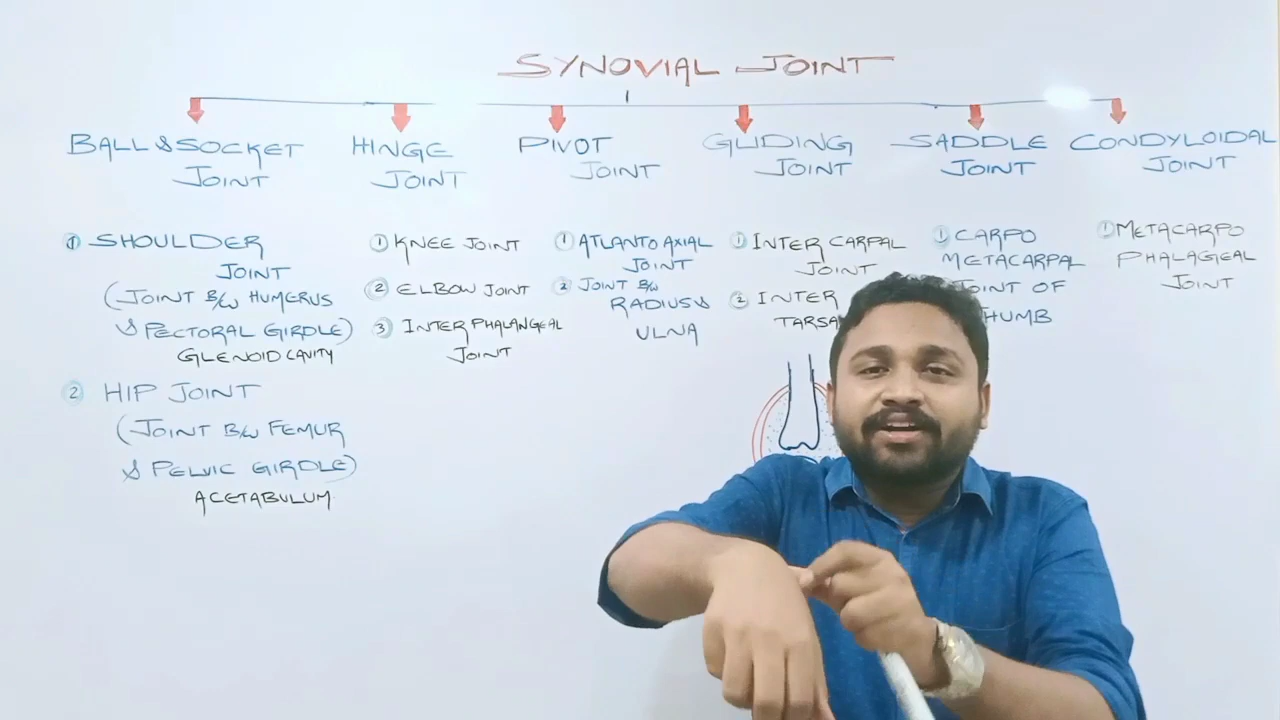 SYNOVIAL JOINT
BALL & SOCKET
JOINT
HINGE
JOINT
PIVOT
JOINT
GLIDING
JOINT
SADDLE
JOINT
CONDYLOIDAL
JOINT
① SHOULDER
JOINT
(JOINT B/W HUMERUS
& PECTORAL GIRDLE)
GLENOID CAVITY
② HIP JOINT
(JOINT B/W FEMUR
& PELVIC GIRDLE)
ACETABULUM
① KNEE JOINT
② ELBOW JOINT
③ INTERPHALANGEAL
JOINT
① ATLANTO AXIAL
JOINT
② JOINT B/W
RADIUS &
ULNA
① INTER CARPAL
JOINT
② INTER
① CARPO
METACARPAL
JOINT OF
① METACARPO
PHALAGEAL
JOINT